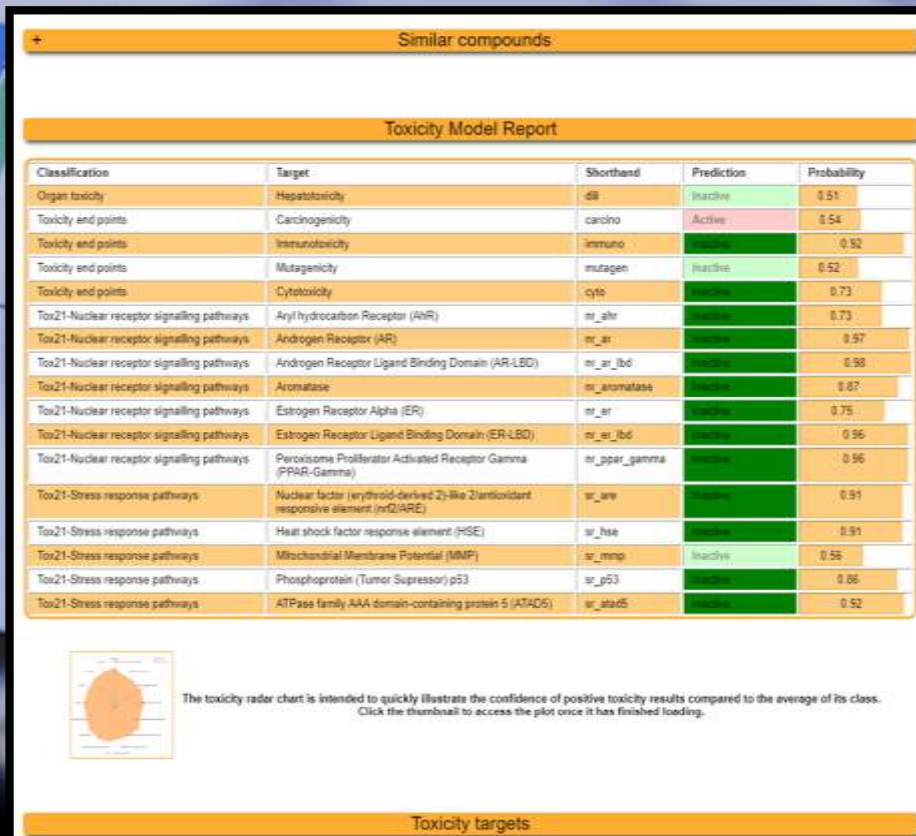 + Similar compounds
Toxicity Model Report
Classification Target Shorthand Prediction Probability
Organ toxicity Hepatotoxicity dili Inactive 0.51
Toxicity end points Carcinogenicity carcino Active 0.54
Toxicity end points Immunotoxicity immuno Inactive 0.92
Toxicity end points Mutagenicity mutagen Inactive 0.52
Toxicity end points Cytotoxicity cyto Inactive 0.73
Tox21-Nuclear receptor signalling pathways Aryl hydrocarbon Receptor (AhR) nr_ahr Inactive 0.73
Tox21-Nuclear receptor signalling pathways Androgen Receptor (AR) nr_ar Inactive 0.97
Tox21-Nuclear receptor signalling pathways Androgen Receptor Ligand Binding Domain (AR-LBD) nr_ar_lbd Inactive 0.98
Tox21-Nuclear receptor signalling pathways Aromatase nr_aromatase Inactive 0.87
Tox21-Nuclear receptor signalling pathways Estrogen Receptor Alpha (ER) nr_er Inactive 0.75
Tox21-Nuclear receptor signalling pathways Estrogen Receptor Ligand Binding Domain (ER-LBD) nr_er_lbd Inactive 0.96
Tox21-Nuclear receptor signalling pathways Peroxisome Proliferator Activated Receptor Gamma nr_ppar_gamma Inactive 0.96
(PPAR-Gamma)
Tox21-Stress response pathways Nuclear factor (erythroid-derived 2)-like 2/antioxidant sr_are Inactive 0.91
responsive element (nrf2/ARE)
Tox21-Stress response pathways Heat shock factor response element (HSE) sr_hse Inactive 0.91
Tox21-Stress response pathways Mitochondrial Membrane Potential (MMP) sr_mmp Inactive 0.56
Tox21-Stress response pathways Phosphoprotein (Tumor Supressor) p53 sr_p53 Inactive 0.86
Tox21-Stress response pathways ATPase family AAA domain-containing protein 5 (ATAD5) sr_atad5 Inactive 0.92
The toxicity radar chart is intended to quickly illustrate the confidence of positive toxicity results compared to the average of its class.
Click the thumbnail to access the plot once it has finished loading.
Toxicity targets